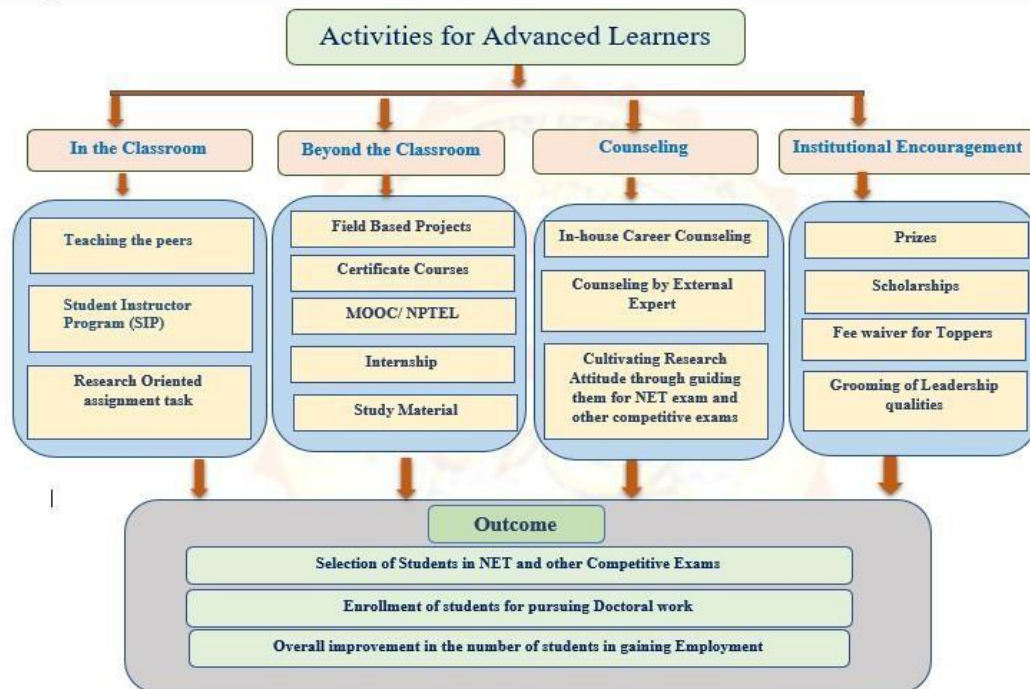 Activities for Advanced Learners
In the Classroom
Teaching the peers
Student Instructor
Program (SIP)
Research Oriented
assignment task
Beyond the Classroom
Field Based Projects
Certificate Courses
MOOC/ NPTEL
Internship
Study Material
Counseling
In-house Career Counseling
Counseling by External
Expert
Cultivating Research
Attitude through guiding
them for NET exam and
other competitive exams
Institutional Encouragement
Prizes
Scholarships
Fee waiver for Toppers
Grooming of Leadership
qualities
Outcome
Selection of Students in NET and other Competitive Exams
Enrollment of students for pursuing Doctoral work
Overall improvement in the number of students in gaining Employment